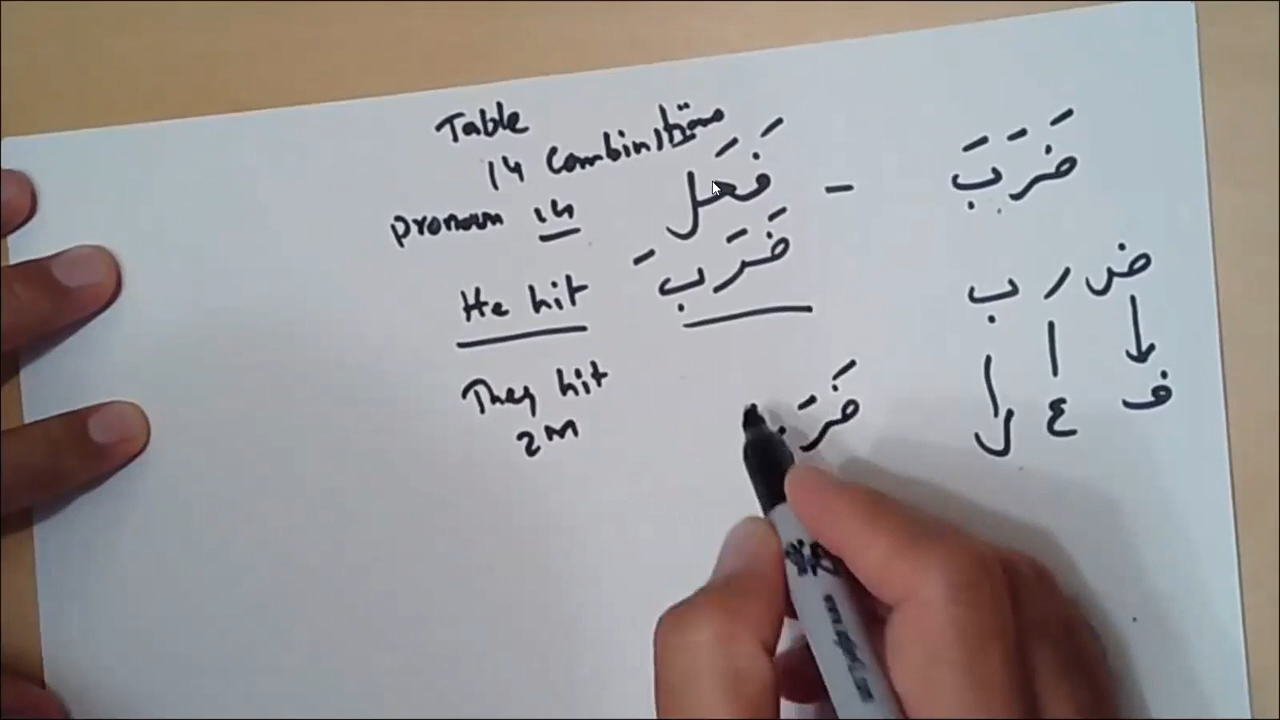 Table
14 Combinations
pronoun 14
فَعَل - ضَرَبَ
He hit ضَرَبَ
ض ر ب
ف ع ل
They hit ضَرَ
2M